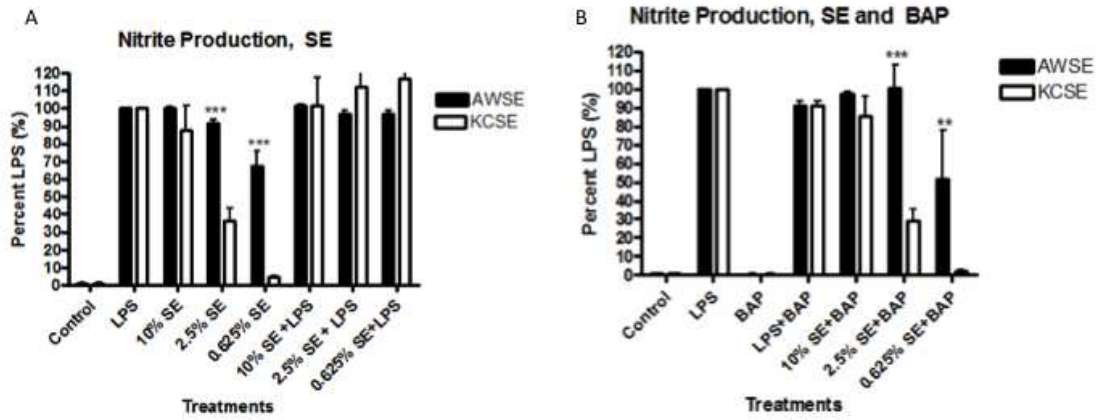 A
Nitrite Production, SE
Percent LPS (%)
120
110
100
90
80
70
60
50
40
30
20
10
0
***
***
AWSE
KCSE
Control
LPS
10% SE
2.5% SE
0.625% SE
10% SE +LPS
2.5% SE + LPS
0.625% SE+LPS
Treatments
B
Nitrite Production, SE and BAP
Percent LPS (%)
120
110
100
90
80
70
60
50
40
30
20
10
0
***
**
AWSE
KCSE
Control
LPS
BAP
LPS+BAP
10% SE+BAP
2.5% SE+BAP
0.625% SE+BAP
Treatments